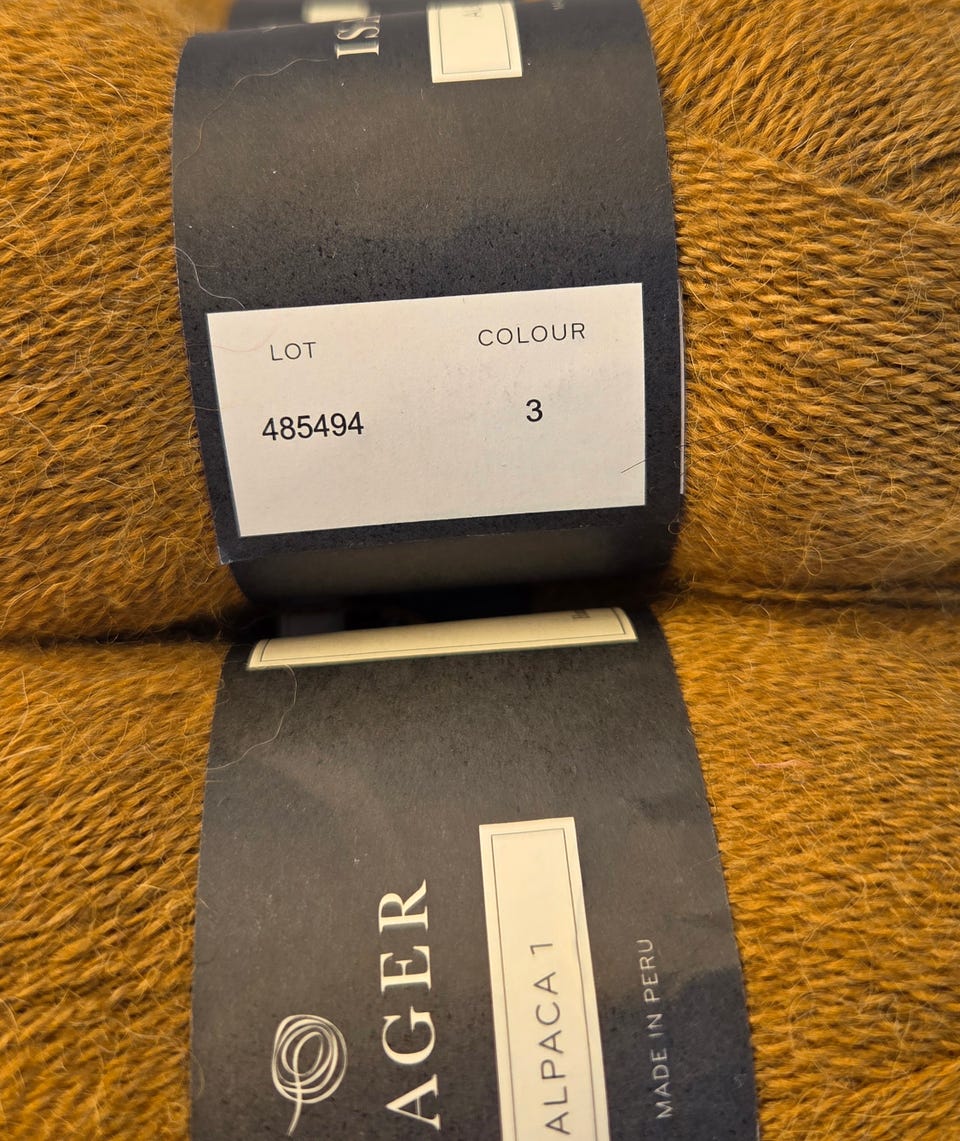 ISA
LOT
COLOUR
485494
3
AGER
ALPACA 1
MADE IN PERU